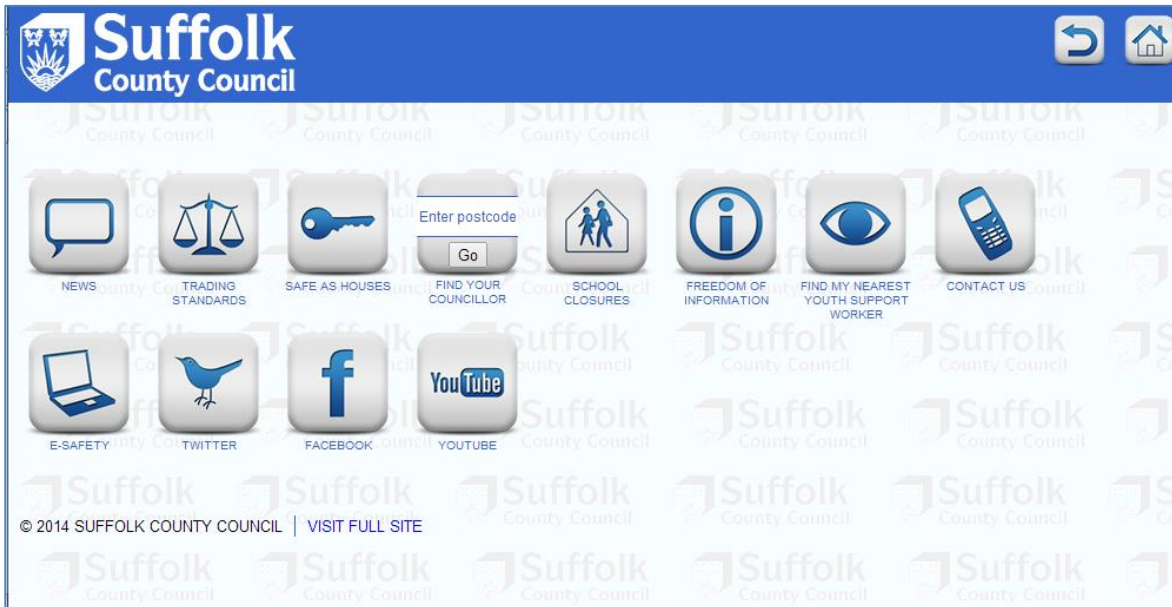 Suffolk
County Council
Enter postcode
Go
NEWS
TRADING
STANDARDS
SAFE AS HOUSES
FIND YOUR
COUNCILLOR
SCHOOL
CLOSURES
FREEDOM OF
INFORMATION
FIND MY NEAREST
YOUTH SUPPORT
WORKER
CONTACT US
YouTube
E-SAFETY
TWITTER
FACEBOOK
YOUTUBE
© 2014 SUFFOLK COUNTY COUNCIL | VISIT FULL SITE